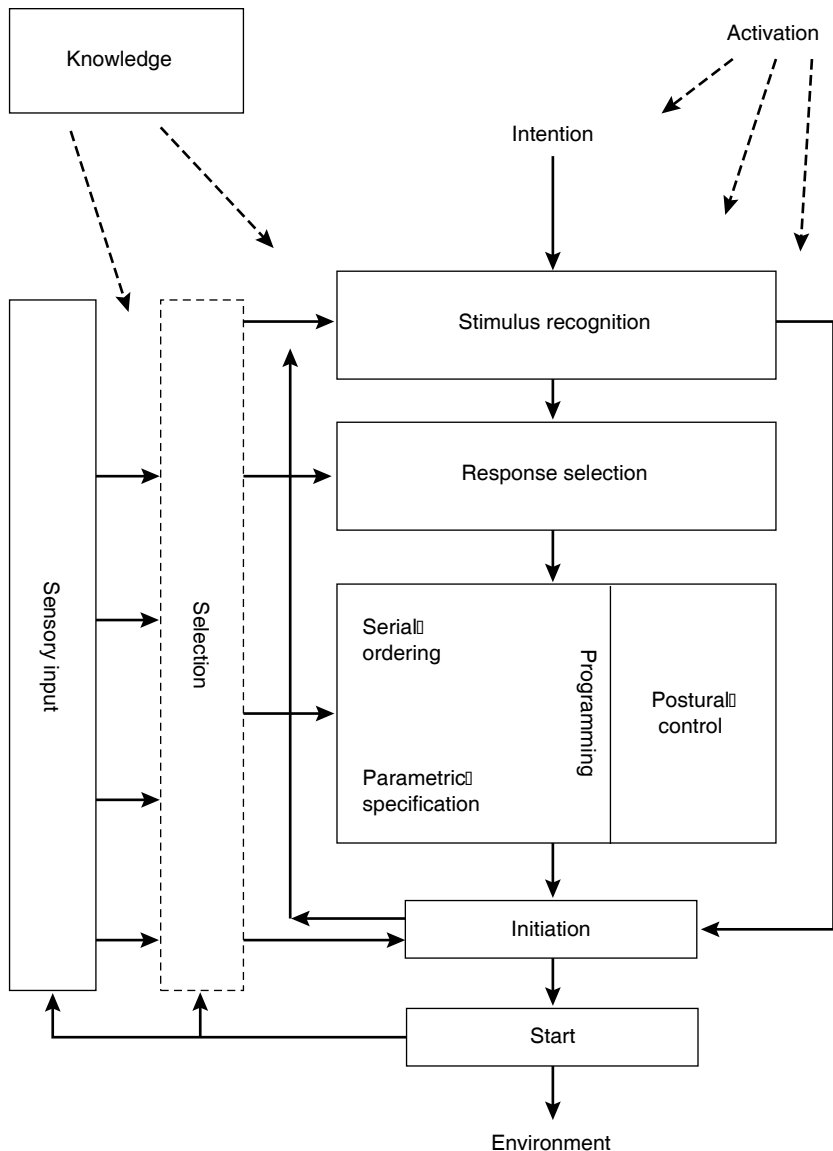 Knowledge
Activation
Intention
Stimulus recognition
Response selection
Sensory input
Selection
Serial
ordering
Programming
Postural
control
Parametric
specification
Initiation
Start
Environment